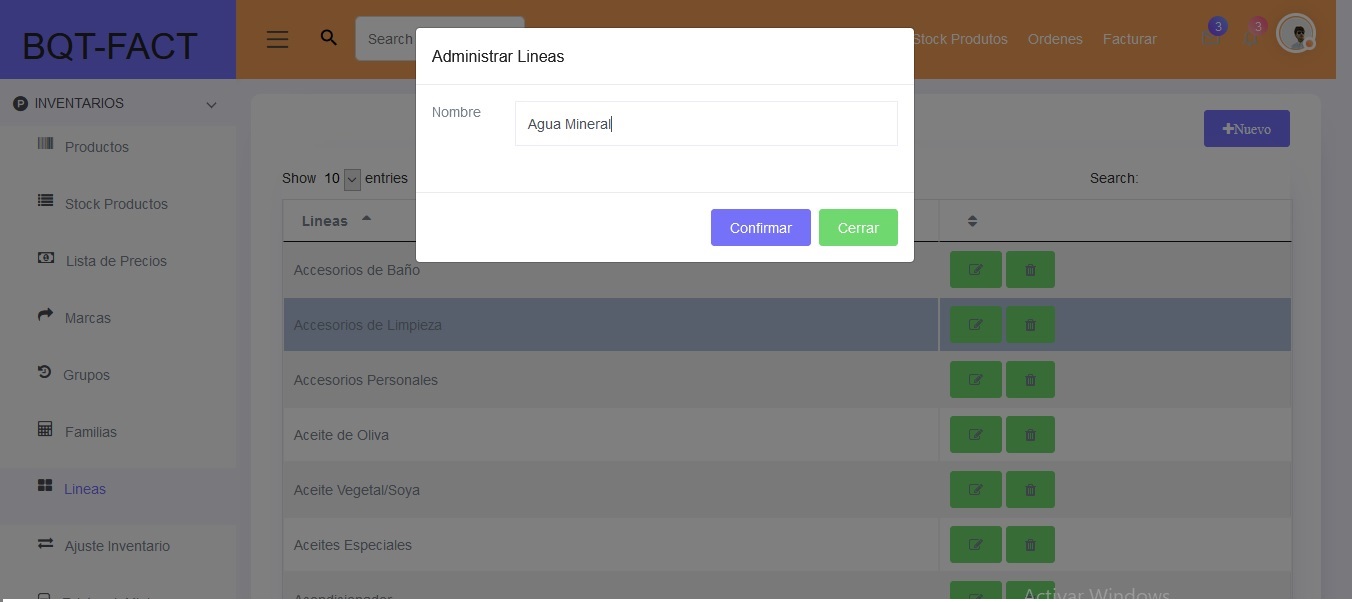 BQT-FACT
Search
Stock Produtos
Ordenes
Facturar
3
3
Administrar Lineas
Nombre
Agua Mineral
Confirmar
Cerrar
P INVENTARIOS
Productos
Stock Productos
Lista de Precios
Marcas
Grupos
Familias
Lineas
Ajuste Inventario
Nuevo
Show 10 entries
Search:
Lineas
Accesorios de Baño
Accesorios de Limpieza
Accesorios Personales
Aceite de Oliva
Aceite Vegetal/Soya
Aceites Especiales
Acondicionador
Activar Windows